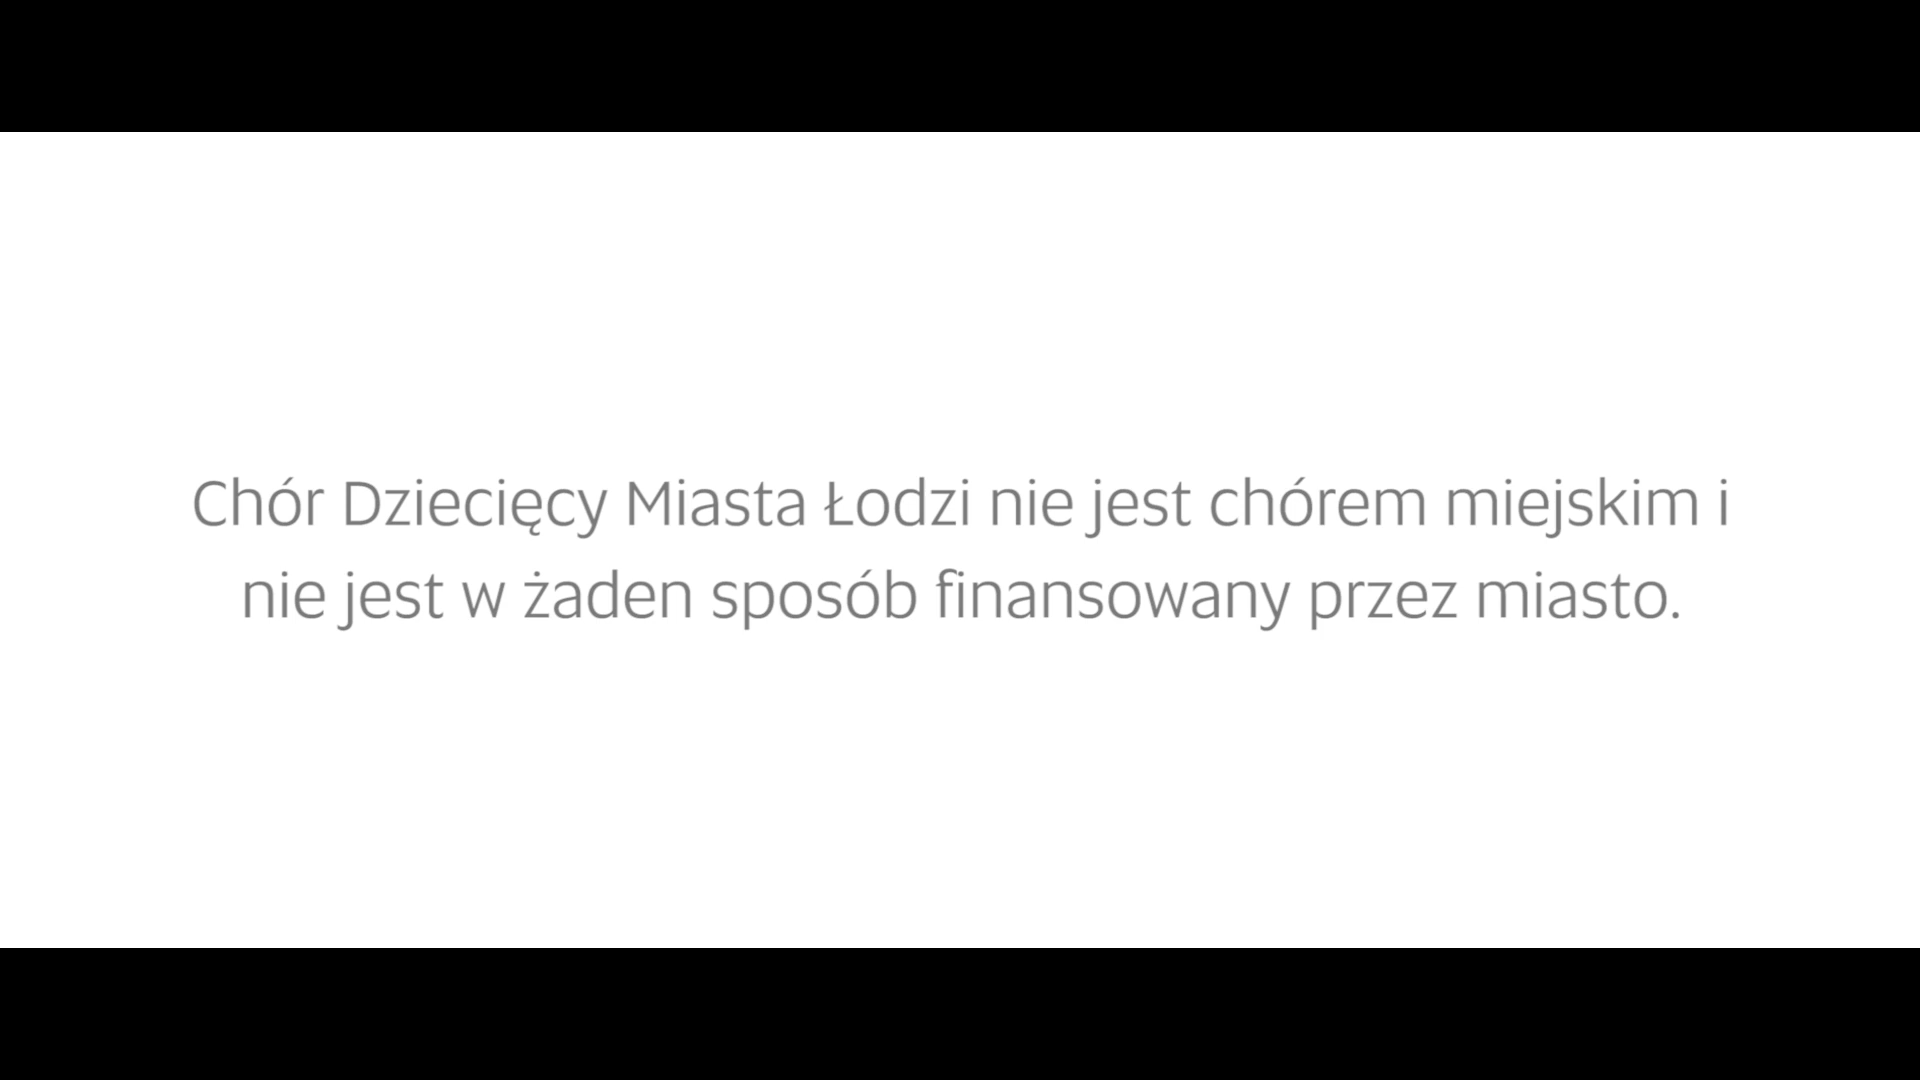 Chór Dziecięcy Miasta Łodzi nie jest chórem miejskim i
nie jest w żaden sposób finansowany przez miasto.